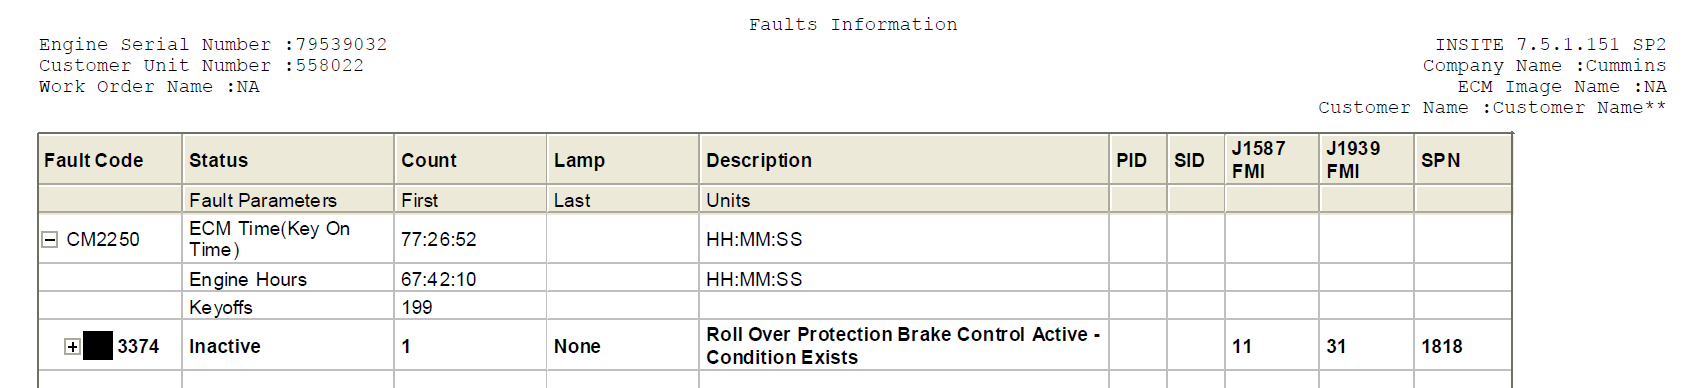 Faults Information
Engine Serial Number :79539032
INSITE 7.5.1.151 SP2
Customer Unit Number :558022
Company Name :Cummins
Work Order Name :NA
ECM Image Name :NA
Customer Name :Customer Name**
Fault Code Status Count Lamp Description PID SID J1587 FMI J1939 FMI SPN
Fault Parameters First Last Units
CM2250 ECM Time(Key On Time) 77:26:52 HH:MM:SS
Engine Hours 67:42:10 HH:MM:SS
Keyoffs 199
3374 Inactive 1 None Roll Over Protection Brake Control Active - Condition Exists 11 31 1818